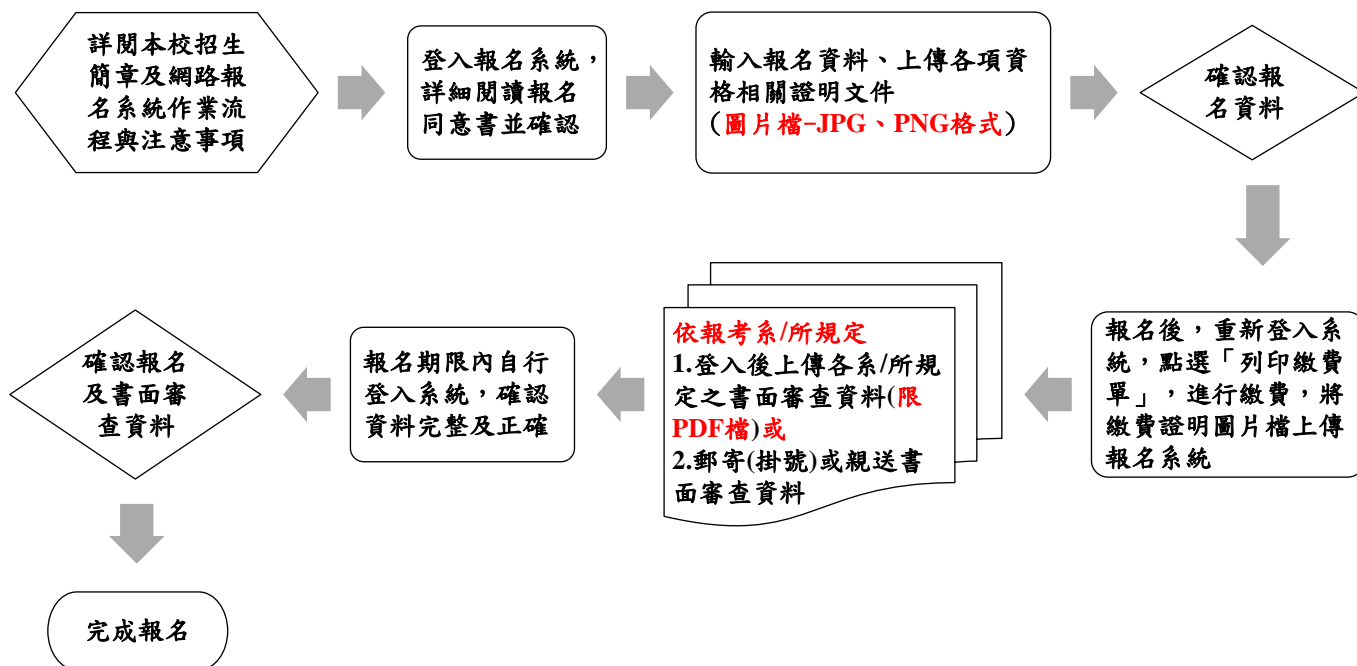 詳閱本校招生
簡章及網路報
名系統作業流
程與注意事項
登入報名系統，
詳細閱讀報名
同意書並確認
輸入報名資料、上傳各項資
格相關證明文件
（圖片檔-JPG、PNG格式）
確認報
名資料
報名後，重新登入系
統，點選「列印繳費
單」，進行繳費，將
繳費證明圖片檔上傳
報名系統
依報考系/所規定
1.登入後上傳各系/所規
定之書面審查資料(限
PDF檔)或
2.郵寄(掛號)或親送書
面審查資料
報名期限內自行
登入系統，確認
資料完整及正確
確認報名
及書面審
查資料
完成報名